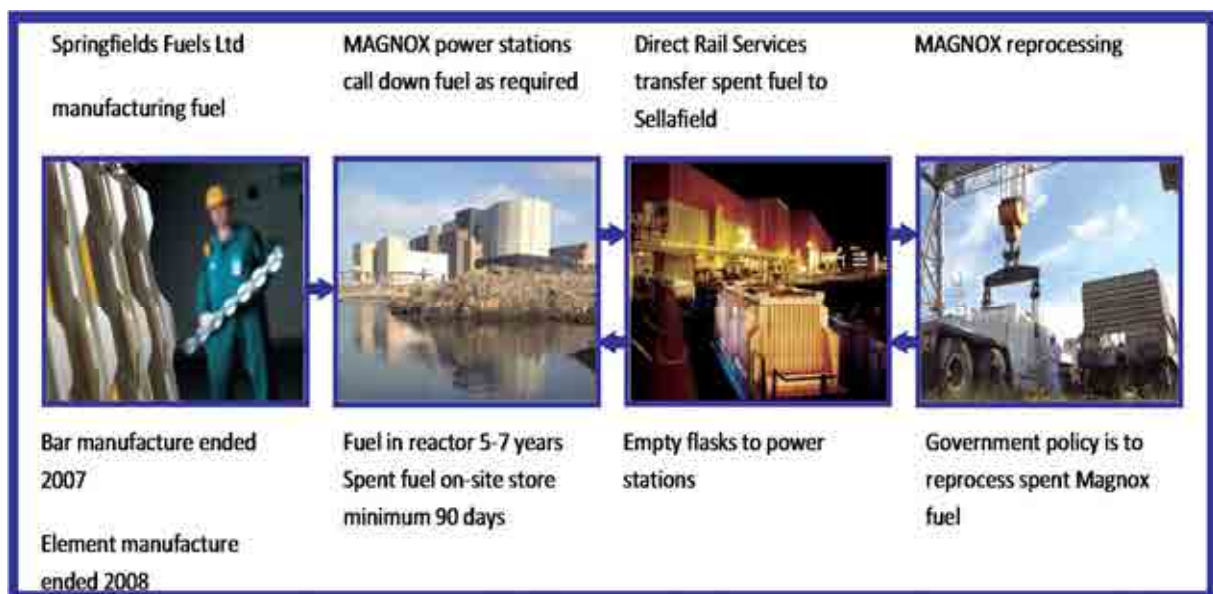 Springfields Fuels Ltd
manufacturing fuel
MAGNOX power stations
call down fuel as required
Direct Rail Services
transfer spent fuel to
Sellafield
MAGNOX reprocessing
Bar manufacture ended
2007
Element manufacture
ended 2008
Fuel in reactor 5-7 years
Spent fuel on-site store
minimum 90 days
Empty flasks to power
stations
Government policy is to
reprocess spent Magnox
fuel